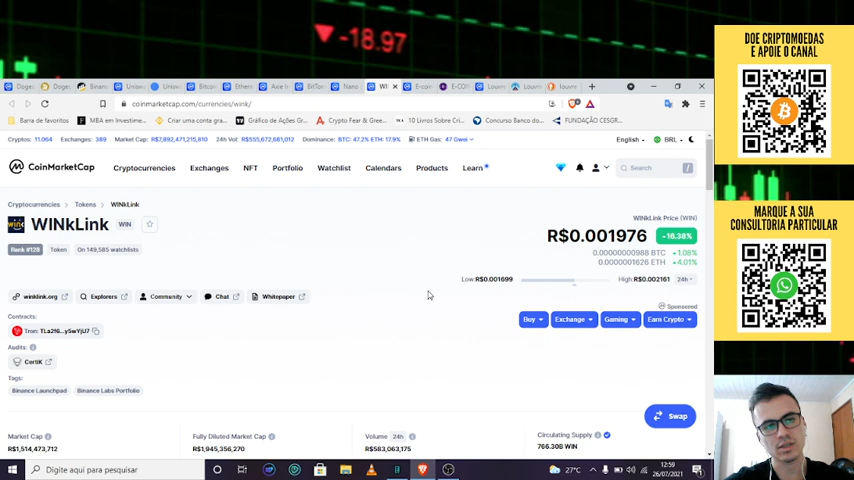 -18.97
DOE CRIPTOMOEDAS
E APOIE O CANAL
MARQUE A SUA
CONSULTORIA PARTICULAR
coinmarketcap.com/currencies/wink/
Barra de favoritos
MBA em Investime...
Criar uma conta gra...
Gráfico de Ações Gr...
Crypto Fear & Gree...
10 Livros Sobre Cri...
Concurso Banco do...
FUNDAÇÃO CESGR...
Cryptos: 11.064 Exchanges: 389 Market Cap: R$7,892,471,215,810 24h Vol: R$555,672,681,012 Dominance: BTC: 47.2% ETH: 17.9% ETH Gas: 47 Gwei
English
BRL
CoinMarketCap
Cryptocurrencies Exchanges NFT Portfolio Watchlist Calendars Products Learn
Search /
Cryptocurrencies Tokens WINkLink
WINkLink WIN
Rank #128 Token On 149,585 watchlists
WINkLink Price (WIN)
R$0.001976 -16.38%
0.00000000988 BTC 1.08%
0.0000001626 ETH 4.01%
Low: R$0.001699 High: R$0.002161 24h
winklink.org Explorers Community Chat Whitepaper
Sponsored
Buy Exchange Gaming Earn Crypto
Contracts:
Tron: TLa2f6...y5wYjU7
Audits:
CertiK
Tags:
Binance Launchpad Binance Labs Portfolio
Swap
Market Cap
R$1,514,473,712
Fully Diluted Market Cap
R$1,945,356,270
Volume 24h
R$583,063,175
Circulating Supply
766.30B WIN
Digite aqui para pesquisar
27°C
12:59
26/07/2021